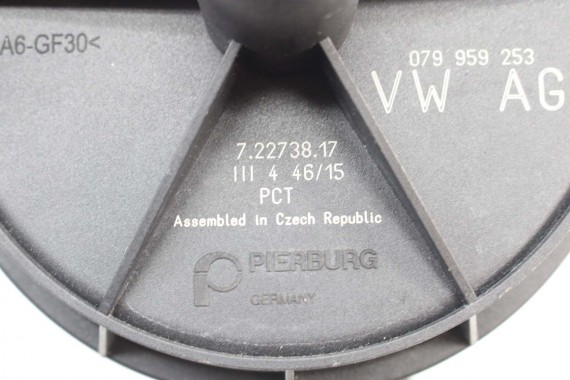 A6-GF30<
079 959 253
VW AG
7.22738.17
III 4 46/15
PCT
Assembled in Czech Republic
PIERBURG
GERMANY